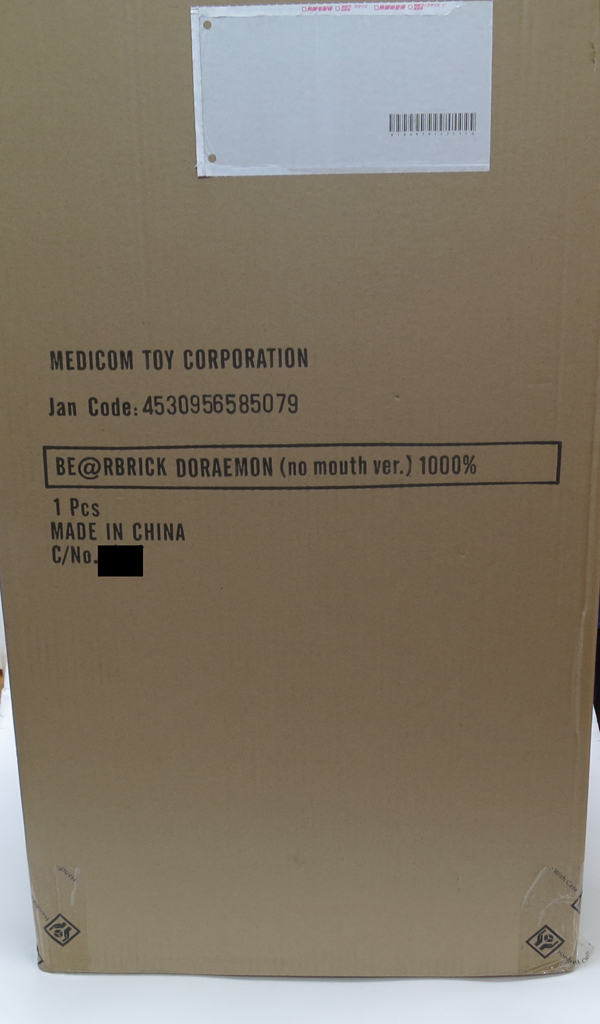 MEDICOM TOY CORPORATION
Jan Code: 4530956585079
BE@RBRICK DORAEMON (no mouth ver.) 1000%
1 Pcs
MADE IN CHINA
C/No.